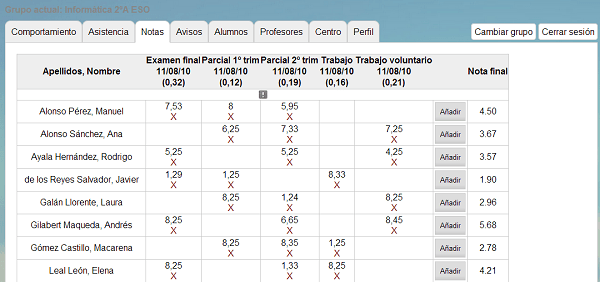 Grupo actual: Informática 2ºA ESO
Comportamiento Asistencia Notas Avisos Alumnos Profesores Centro Perfil Cambiar grupo Cerrar sesión
Apellidos, Nombre Examen final Parcial 1º trim Parcial 2º trim Trabajo Trabajo voluntario Nota final
11/08/10 11/08/10 11/08/10 11/08/10 11/08/10
(0,32) (0,12) (0,19) (0,16) (0,21)
!
Alonso Pérez, Manuel 7,53 8 5,95 Añadir 4.50
X X X
Alonso Sánchez, Ana 6,25 7,33 7,25 Añadir 3.67
X X X
Ayala Hernández, Rodrigo 5,25 5,25 4,25 Añadir 3.57
X X X
de los Reyes Salvador, Javier 1,29 1,25 8,33 Añadir 1.90
X X X
Galán Llorente, Laura 8,25 1,24 8,25 Añadir 2.96
X X X
Gilabert Maqueda, Andrés 8,25 6,65 8,45 Añadir 5.68
X X X
Gómez Castillo, Macarena 8,25 8,35 1,25 Añadir 2.78
X X X
Leal León, Elena 8,25 1,33 8,25 Añadir 4.21
X X X